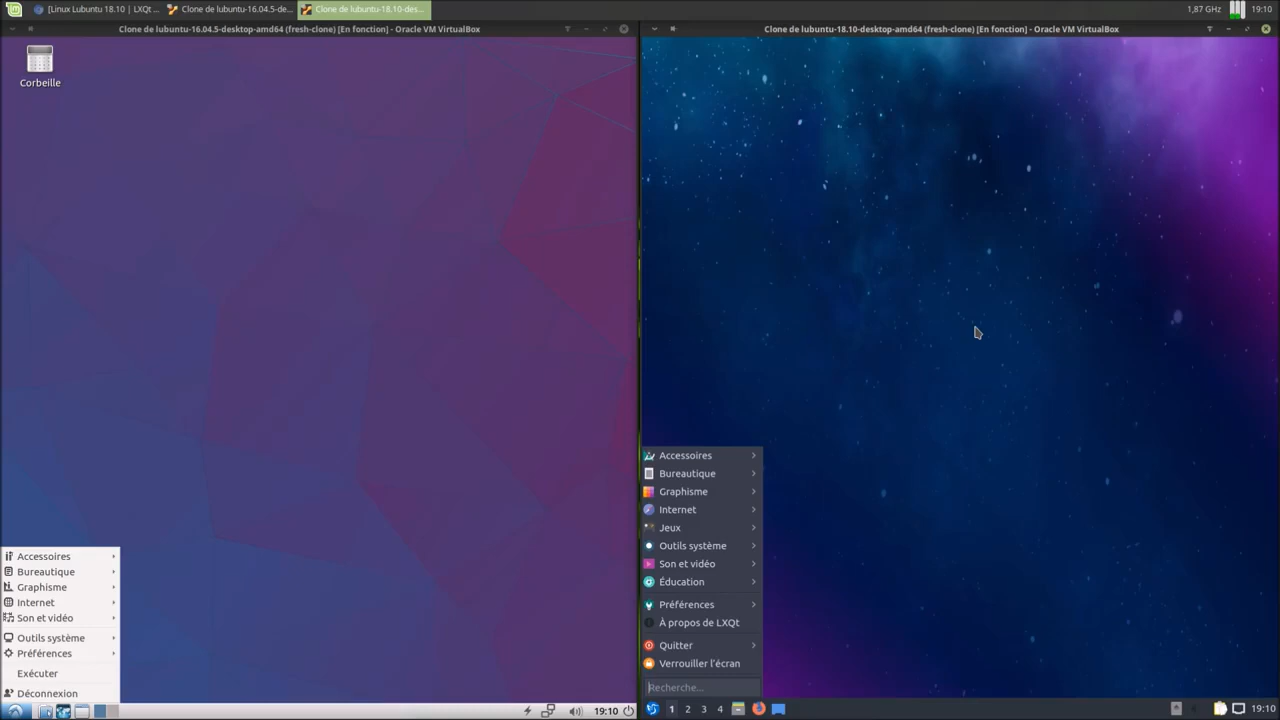 [Linux Lubuntu 18.10 | LXQt ...
Clone de lubuntu-16.04.5-de...
Clone de lubuntu-18.10-des...
1,87 GHz
19:10
Clone de lubuntu-16.04.5-desktop-amd64 (fresh-clone) [En fonction] - Oracle VM VirtualBox
Clone de lubuntu-18.10-desktop-amd64 (fresh-clone) [En fonction] - Oracle VM VirtualBox
Corbeille
Accessoires
Bureautique
Graphisme
Internet
Son et vidéo
Outils système
Préférences
Exécuter
Déconnexion
19:10
Accessoires
Bureautique
Graphisme
Internet
Jeux
Outils système
Son et vidéo
Éducation
Préférences
À propos de LXQt
Quitter
Verrouiller l'écran
Recherche...
1 2 3 4
19:10